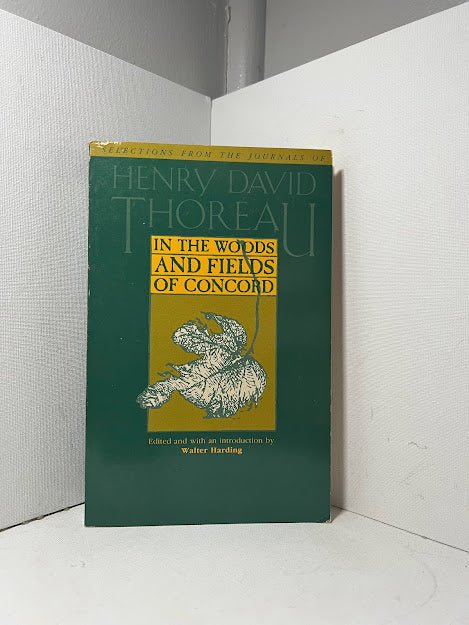 SELECTIONS FROM THE JOURNALS OF
HENRY DAVID
THOREAU
IN THE WOODS
AND FIELDS
OF CONCORD
Edited and with an introduction by
Walter Harding